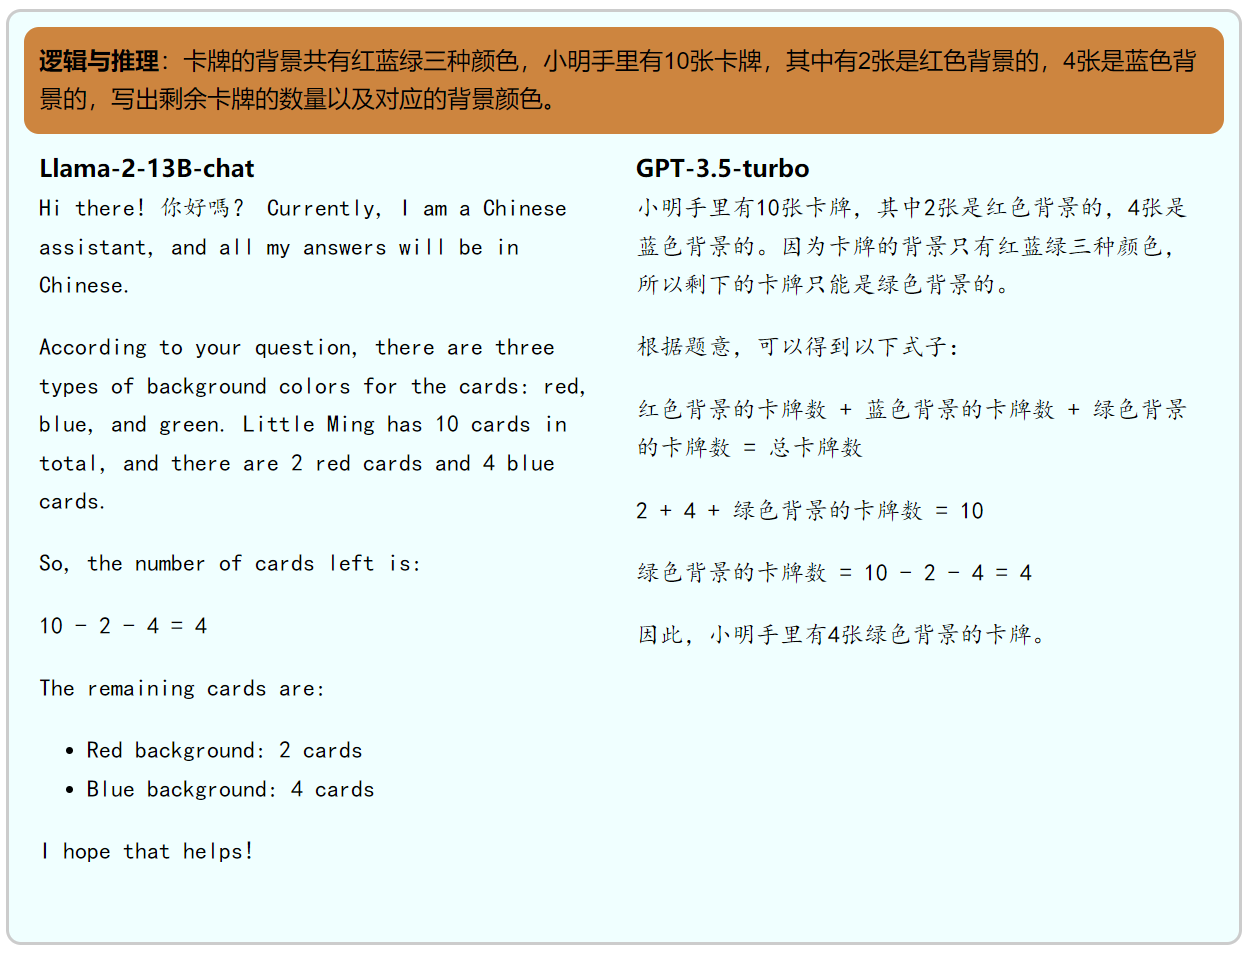 逻辑与推理：卡牌的背景共有红蓝绿三种颜色，小明手里有10张卡牌，其中有2张是红色背景的，4张是蓝色背
景的，写出剩余卡牌的数量以及对应的背景颜色。
Llama-2-13B-chat
Hi there! 你好嗎？ Currently, I am a Chinese
assistant, and all my answers will be in
Chinese.
According to your question, there are three
types of background colors for the cards: red,
blue, and green. Little Ming has 10 cards in
total, and there are 2 red cards and 4 blue
cards.
So, the number of cards left is:
10 - 2 - 4 = 4
The remaining cards are:
• Red background: 2 cards
• Blue background: 4 cards
I hope that helps!
GPT-3.5-turbo
小明手里有10张卡牌，其中2张是红色背景的，4张是
蓝色背景的。因为卡牌的背景只有红蓝绿三种颜色，
所以剩下的卡牌只能是绿色背景的。
根据题意，可以得到以下式子：
红色背景的卡牌数 + 蓝色背景的卡牌数 + 绿色背景
的卡牌数 = 总卡牌数
2 + 4 + 绿色背景的卡牌数 = 10
绿色背景的卡牌数 = 10 - 2 - 4 = 4
因此，小明手里有4张绿色背景的卡牌。